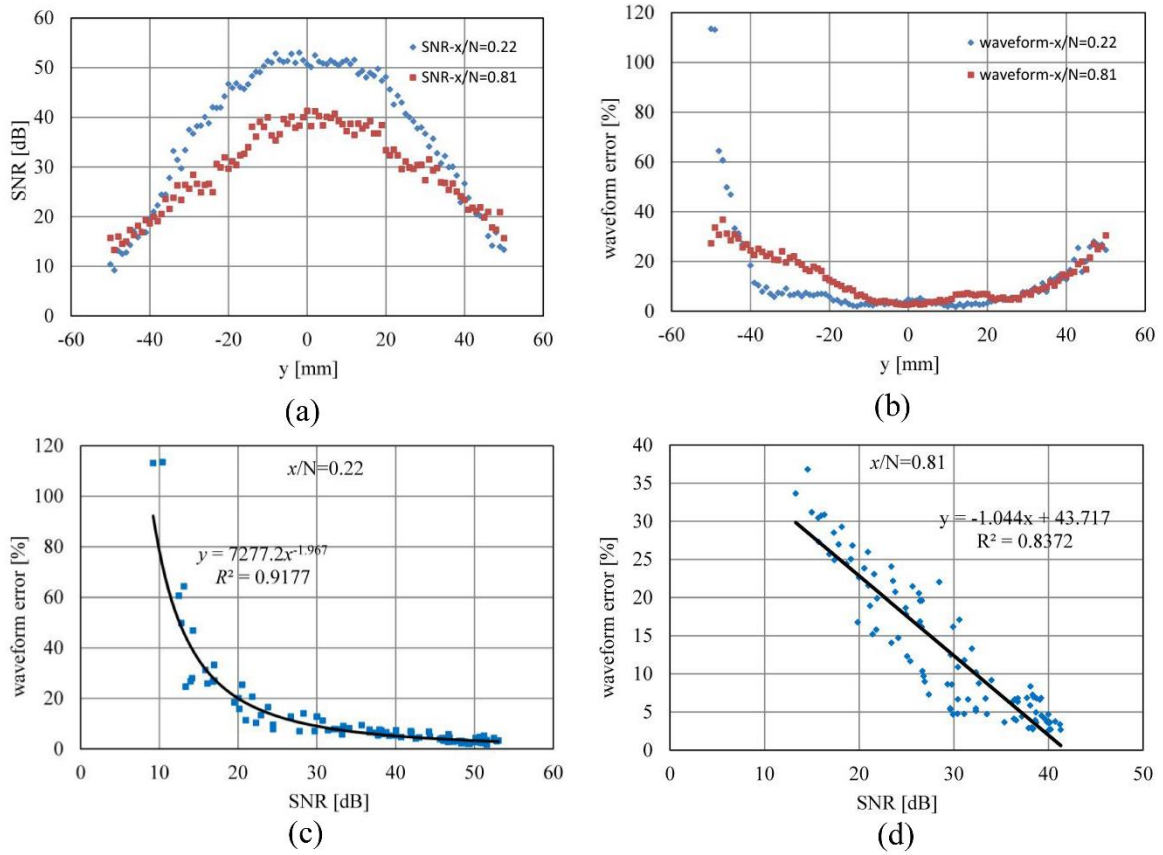 60
50
40
30
20
10
0
-60 -40 -20 0 20 40 60
SNR [dB]
y [mm]
SNR-x/N=0.22
SNR-x/N=0.81
(a)
120
100
80
60
40
20
0
-60 -40 -20 0 20 40 60
waveform error [%]
y [mm]
waveform-x/N=0.22
waveform-x/N=0.81
(b)
120
100
80
60
40
20
0
0 10 20 30 40 50 60
waveform error [%]
SNR [dB]
x/N=0.22
y = 7277.2x-1.967
R² = 0.9177
(c)
40
35
30
25
20
15
10
5
0
0 10 20 30 40 50
waveform error [%]
SNR [dB]
x/N=0.81
y = -1.044x + 43.717
R² = 0.8372
(d)